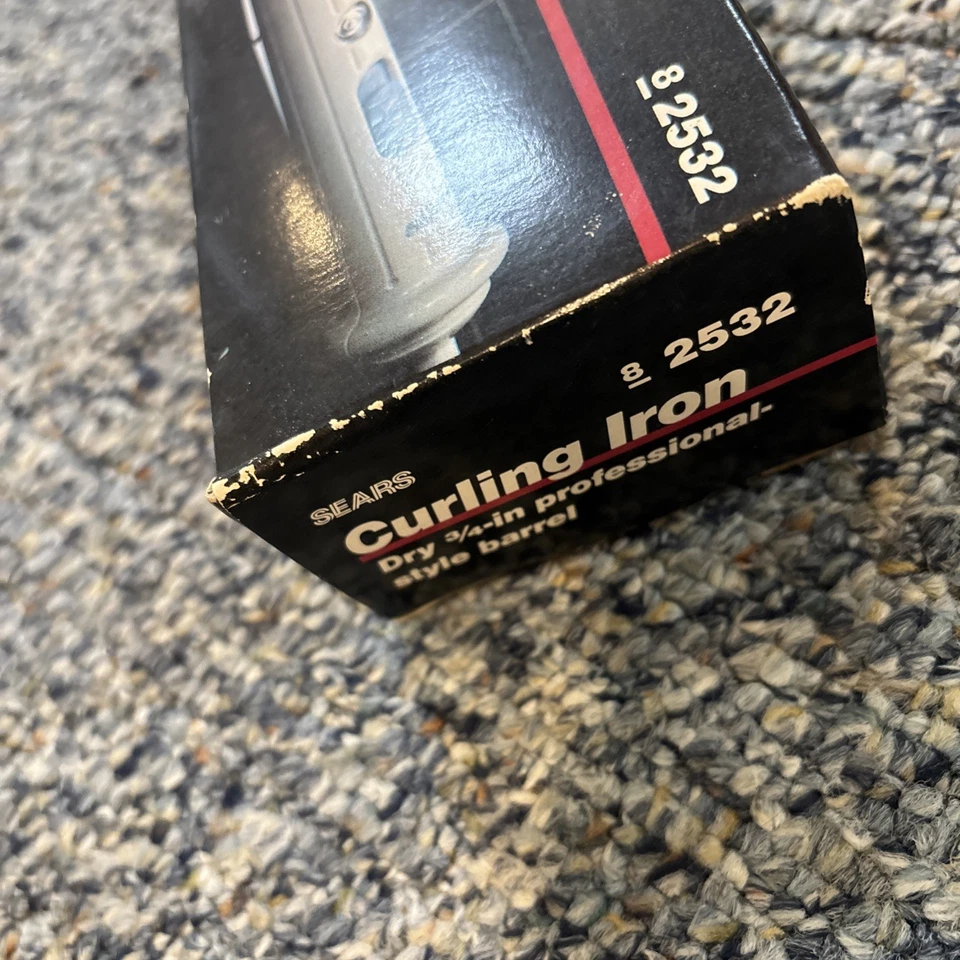 8 2532
8 2532
SEARS
Curling Iron
Dry 3/4-in professional-
style barrel